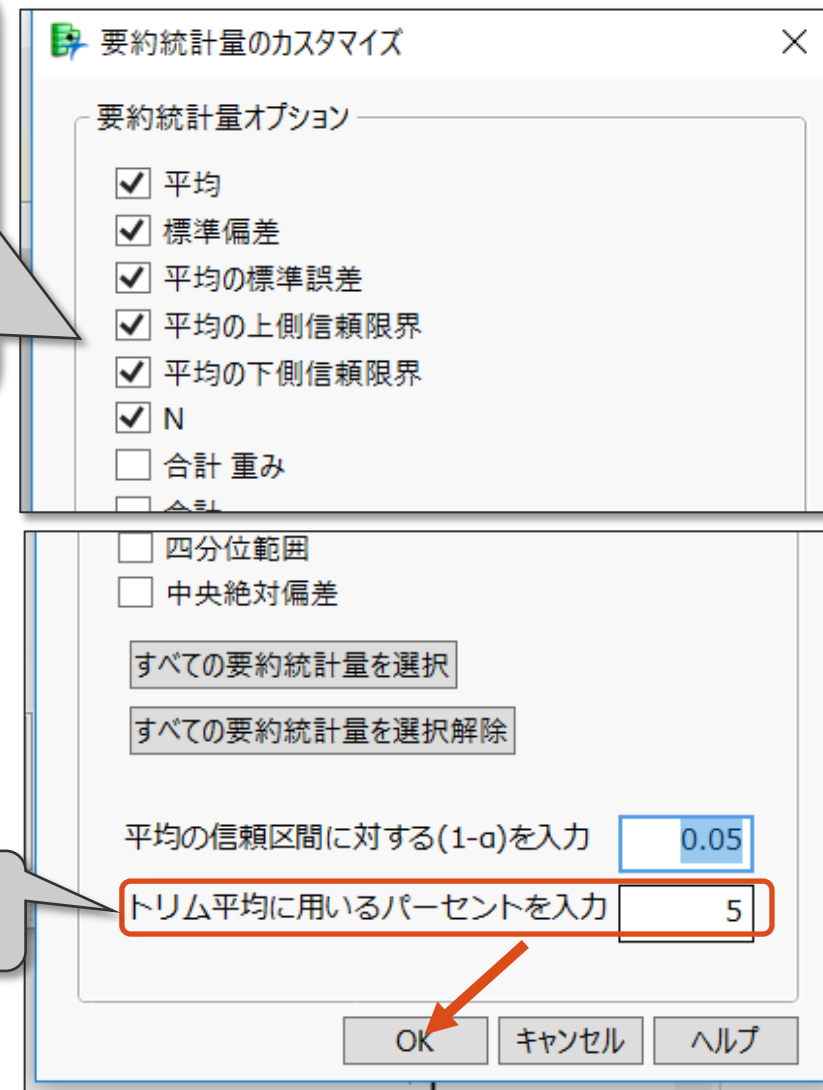 要約統計量のカスタマイズ
要約統計量オプション
平均
標準偏差
平均の標準誤差
平均の上側信頼限界
平均の下側信頼限界
N
合計 重み
合計
四分位範囲
中央絶対偏差
すべての要約統計量を選択
すべての要約統計量を選択解除
平均の信頼区間に対する(1-α)を入力 0.05
トリム平均に用いるパーセントを入力 5
OK キャンセル ヘルプ